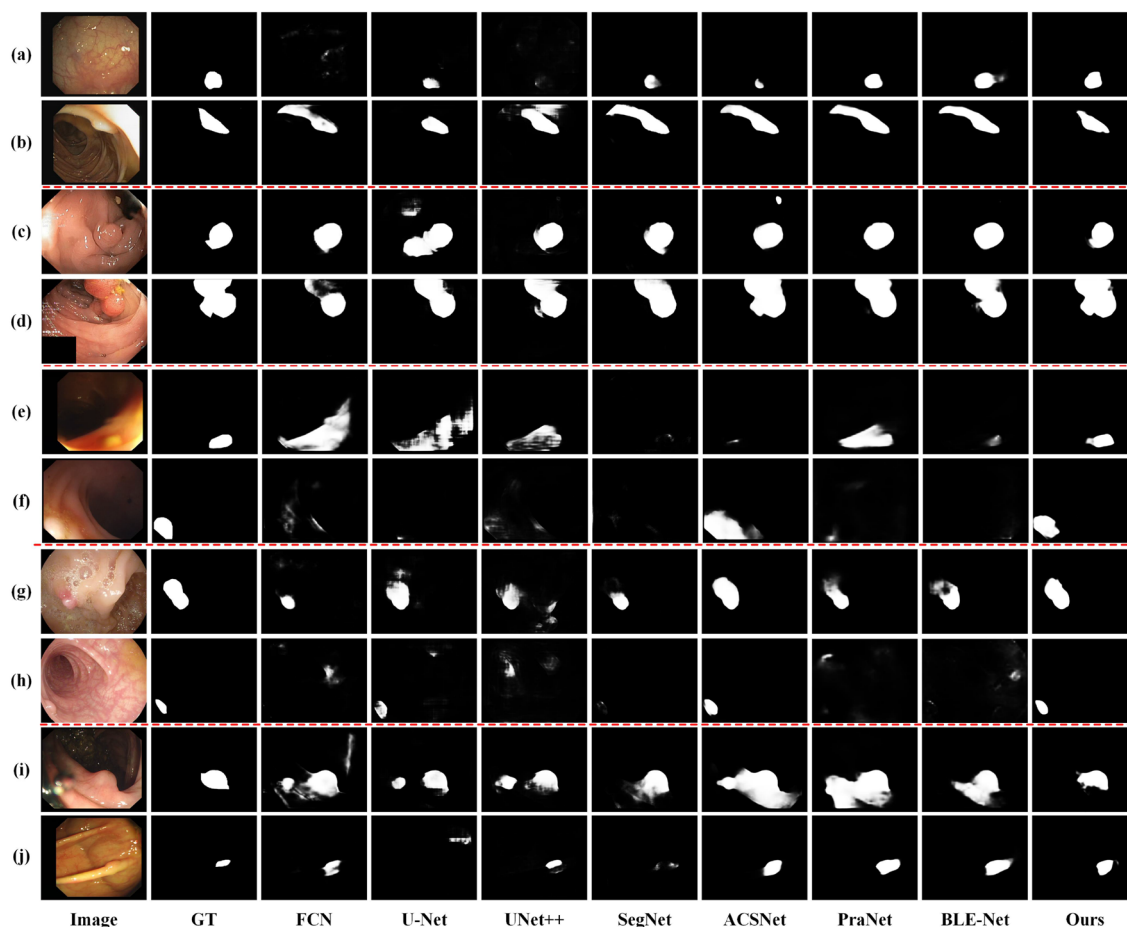 (a)
(b)
(c)
(d)
(e)
(f)
(g)
(h)
(i)
(j)
Image GT FCN U-Net UNet++ SegNet ACSNet PraNet BLE-Net Ours